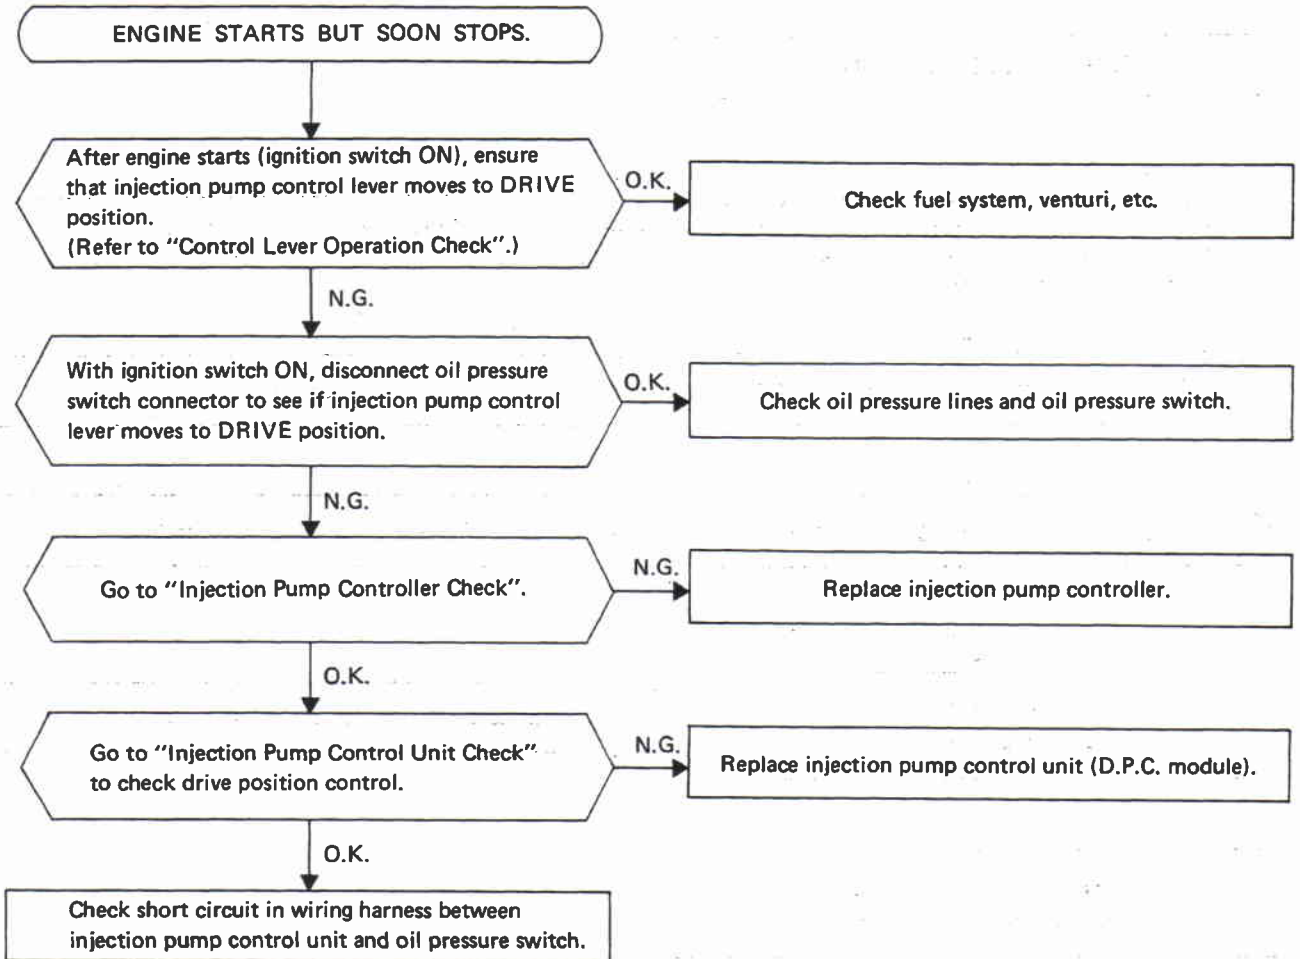 ENGINE STARTS BUT SOON STOPS.
After engine starts (ignition switch ON), ensure
that injection pump control lever moves to DRIVE
position.
(Refer to "Control Lever Operation Check".)
O.K.
Check fuel system, venturi, etc.
N.G.
With ignition switch ON, disconnect oil pressure
switch connector to see if injection pump control
lever moves to DRIVE position.
O.K.
Check oil pressure lines and oil pressure switch.
N.G.
Go to "Injection Pump Controller Check".
N.G.
Replace injection pump controller.
O.K.
Go to "Injection Pump Control Unit Check"
to check drive position control.
N.G.
Replace injection pump control unit (D.P.C. module).
O.K.
Check short circuit in wiring harness between
injection pump control unit and oil pressure switch.